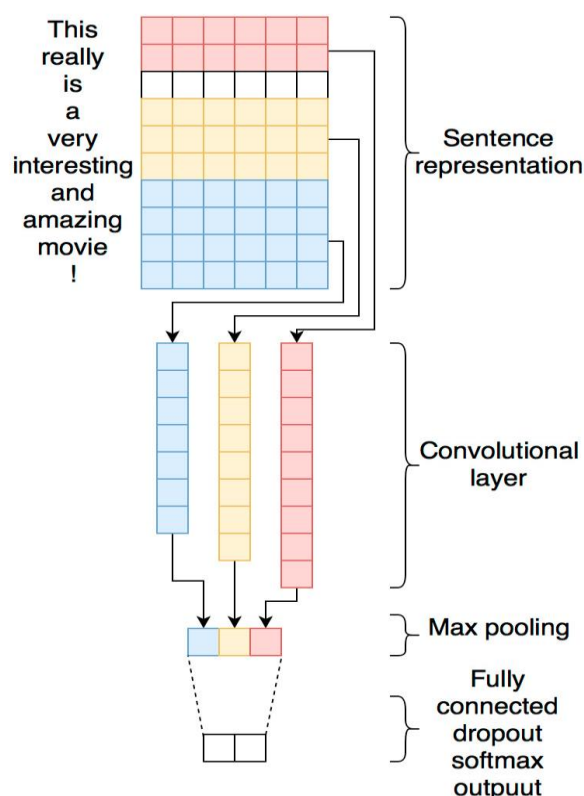 This
really
is
a
very
interesting
and
amazing
movie
!
Sentence
representation
Convolutional
layer
Max pooling
Fully
connected
dropout
softmax
outpuut